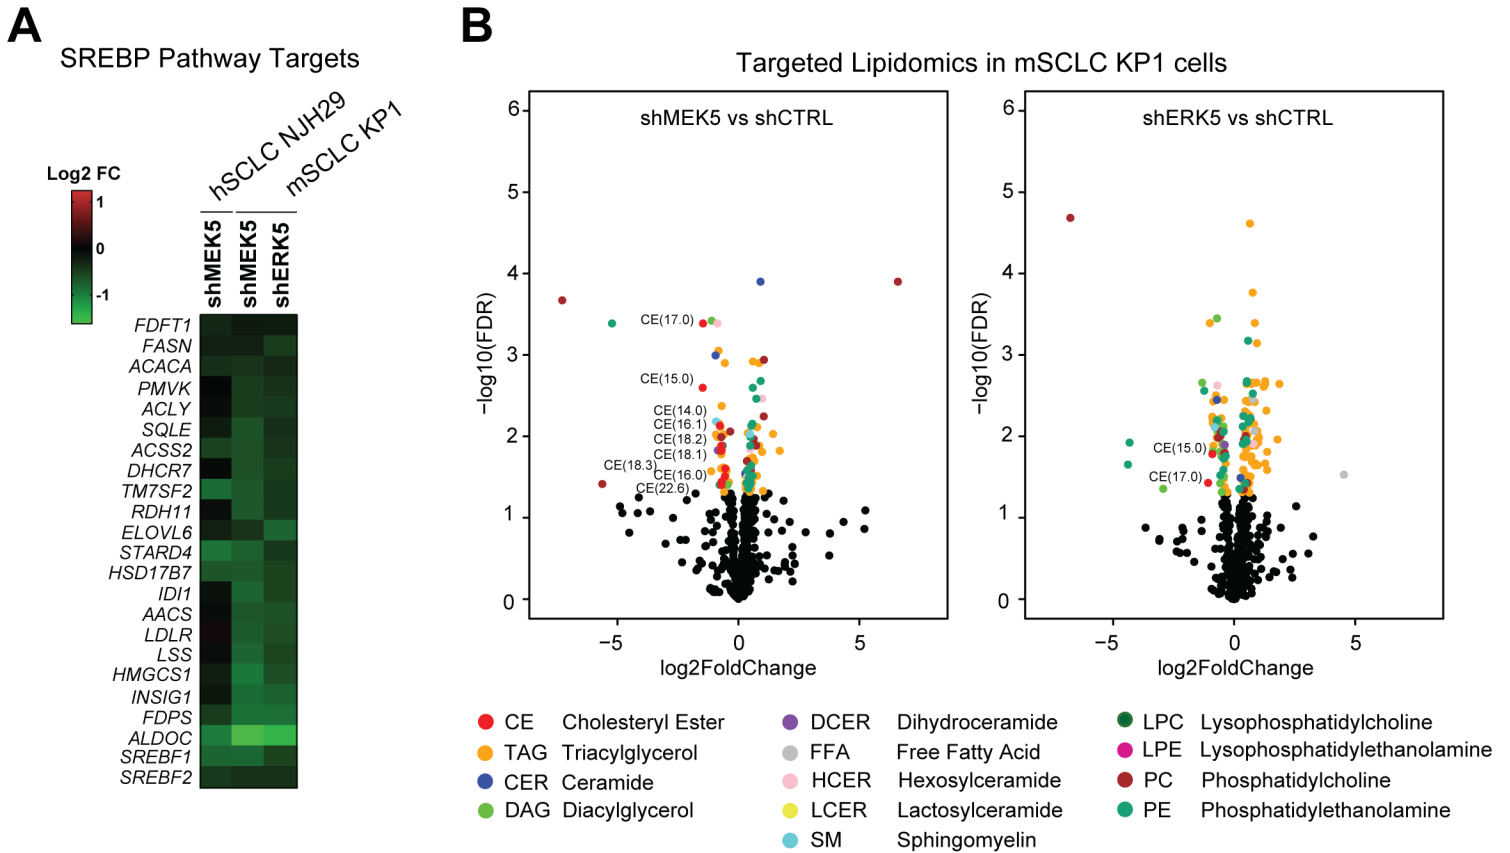 A
SREBP Pathway Targets
hSCLC NJH29
mSCLC KP1
Log2 FC
1
0
-1
shMEK5
shMEK5
shERK5
FDFT1
FASN
ACACA
PMVK
ACLY
SQLE
ACSS2
DHCR7
TM7SF2
RDH11
ELOVL6
STARD4
HSD17B7
IDI1
AACS
LDLR
LSS
HMGCS1
INSIG1
FDPS
ALDOC
SREBF1
SREBF2
B
Targeted Lipidomics in mSCLC KP1 cells
shMEK5 vs shCTRL
−log10(FDR)
6
5
4
3
2
1
0
CE(17.0)
CE(15.0)
CE(14.0)
CE(16.1)
CE(18.2)
CE(18.1)
CE(18.3)
CE(16.0)
CE(22.6)
−5
0
5
log2FoldChange
shERK5 vs shCTRL
−log10(FDR)
6
5
4
3
2
1
0
CE(15.0)
CE(17.0)
−5
0
5
log2FoldChange
CE Cholesteryl Ester
TAG Triacylglycerol
CER Ceramide
DAG Diacylglycerol
DCER Dihydroceramide
FFA Free Fatty Acid
HCER Hexosylceramide
LCER Lactosylceramide
SM Sphingomyelin
LPC Lysophosphatidylcholine
LPE Lysophosphatidylethanolamine
PC Phosphatidylcholine
PE Phosphatidylethanolamine